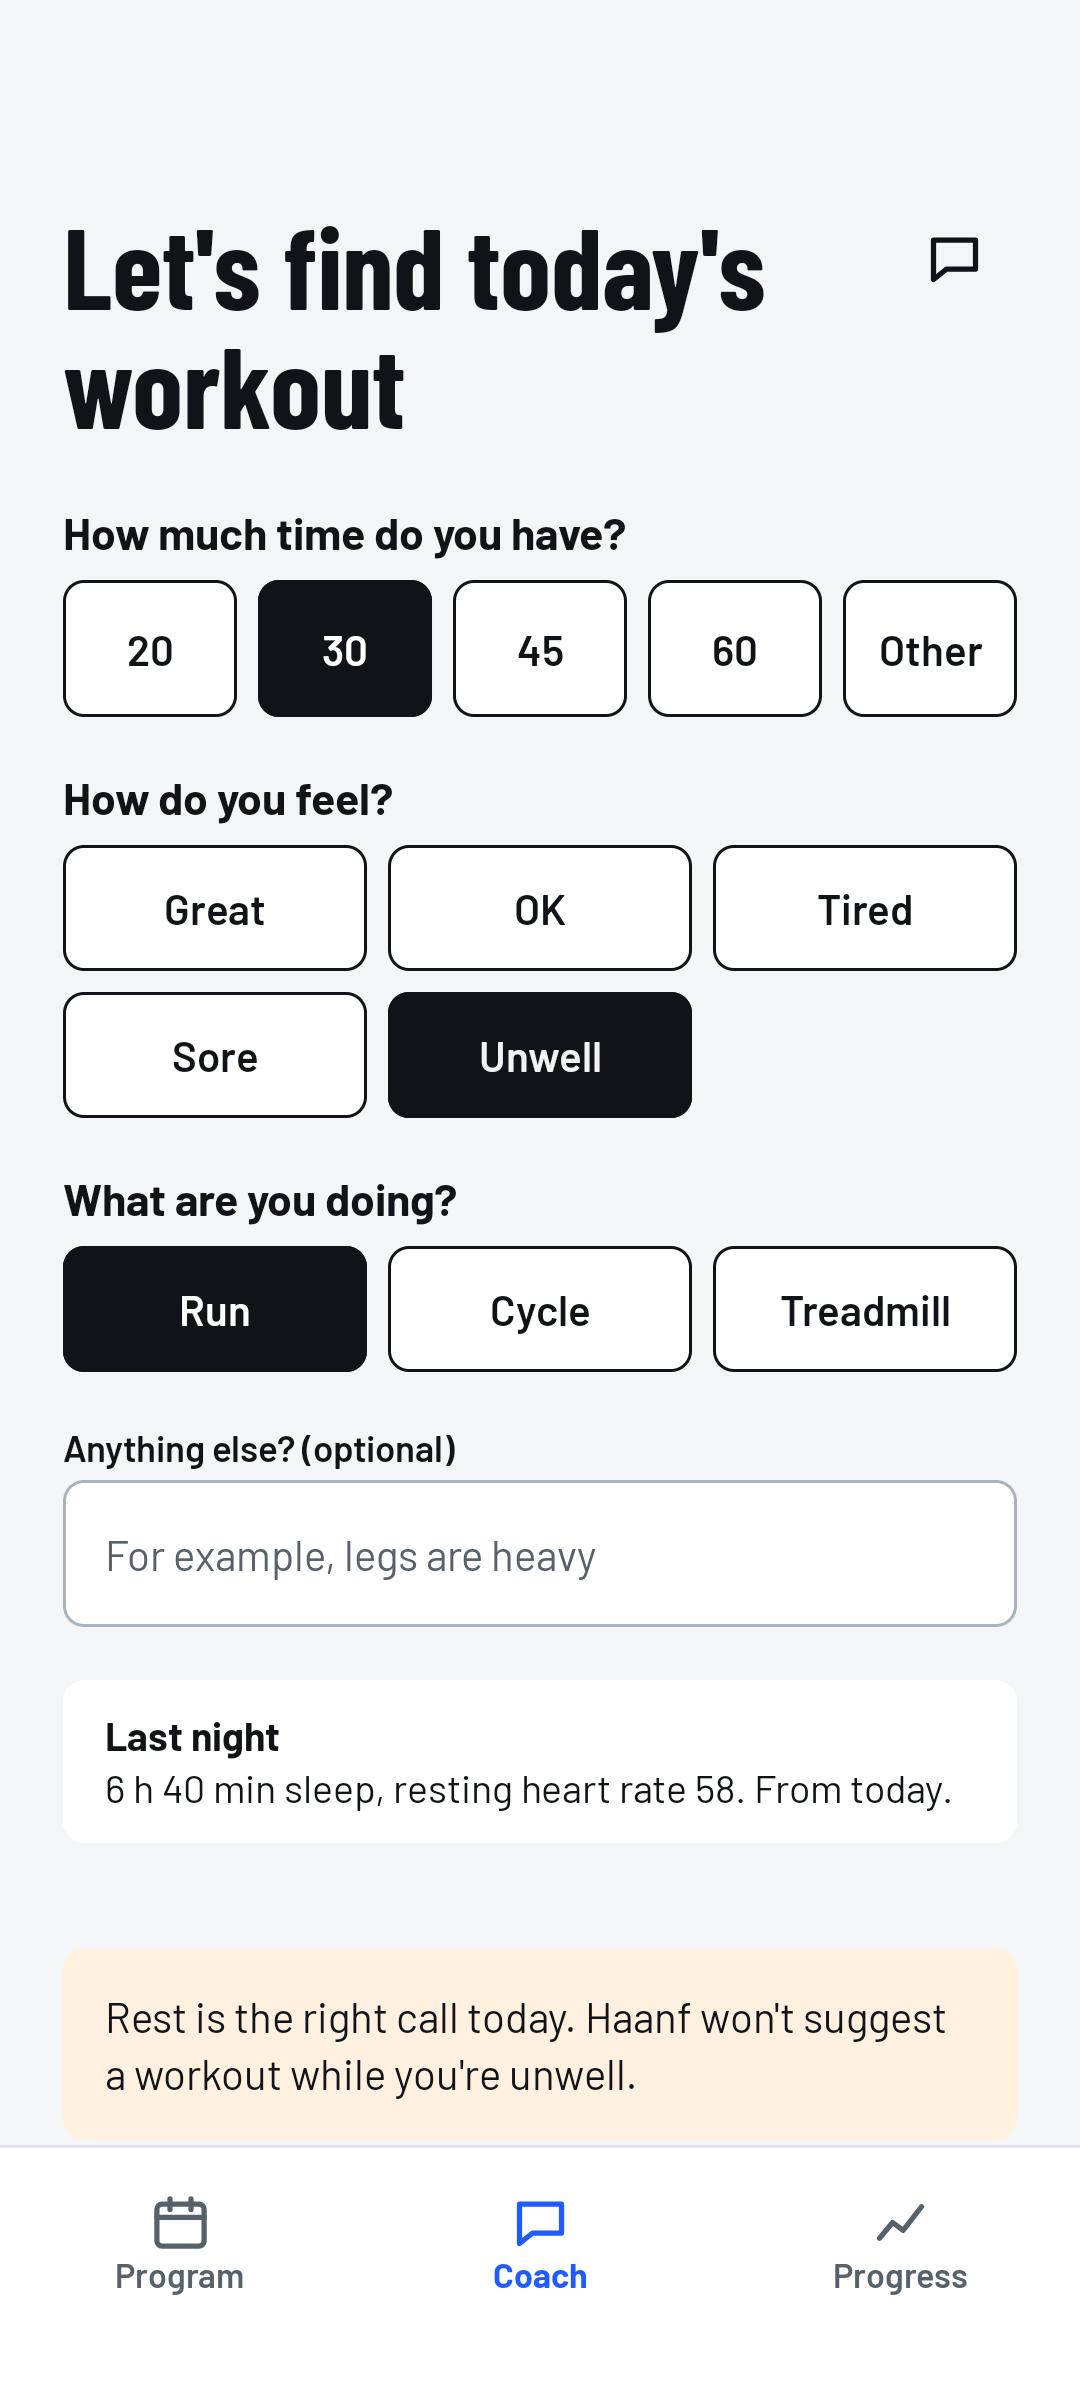 Let's find today's
workout
How much time do you have?
20 30 45 60 Other
How do you feel?
Great OK Tired
Sore Unwell
What are you doing?
Run Cycle Treadmill
Anything else? (optional)
For example, legs are heavy
Last night
6 h 40 min sleep, resting heart rate 58. From today.
Rest is the right call today. Haanf won't suggest
a workout while you're unwell.
Program Coach Progress